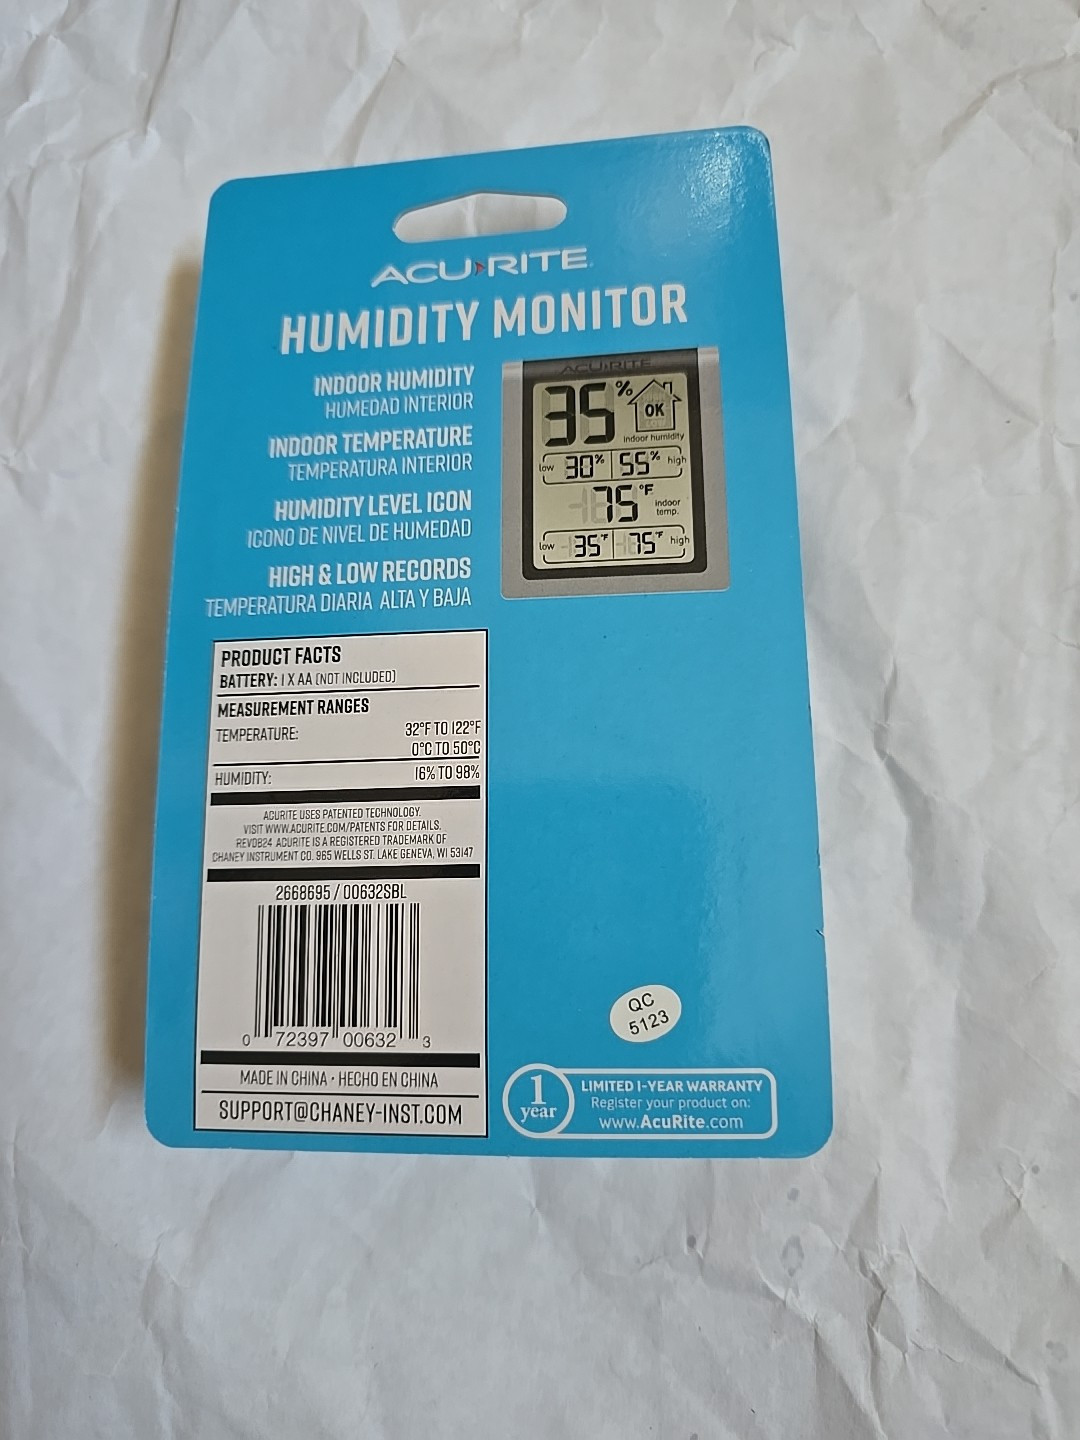 ACU›RITE
HUMIDITY MONITOR
INDOOR HUMIDITY
HUMEDAD INTERIOR
INDOOR TEMPERATURE
TEMPERATURA INTERIOR
HUMIDITY LEVEL ICON
ICONO DE NIVEL DE HUMEDAD
HIGH & LOW RECORDS
TEMPERATURA DIARIA ALTA Y BAJA
ACU›RITE
35%
OK
indoor humidity
low 30% 55% high
75°F indoor
temp.
low 35°F 75°F high
PRODUCT FACTS
BATTERY: 1 X AA (NOT INCLUDED)
MEASUREMENT RANGES
TEMPERATURE: 32°F TO 122°F
0°C TO 50°C
HUMIDITY: 16% TO 98%
ACURITE USES PATENTED TECHNOLOGY.
VISIT WWW.ACURITE.COM/PATENTS FOR DETAILS.
REV0824 ACURITE IS A REGISTERED TRADEMARK OF
CHANEY INSTRUMENT CO. 965 WELLS ST. LAKE GENEVA, WI 53147
2668695 / 00632SBL
0 72397 00632 3
MADE IN CHINA • HECHO EN CHINA
SUPPORT@CHANEY-INST.COM
QC
5123
1
year
LIMITED 1-YEAR WARRANTY
Register your product on:
www.AcuRite.com